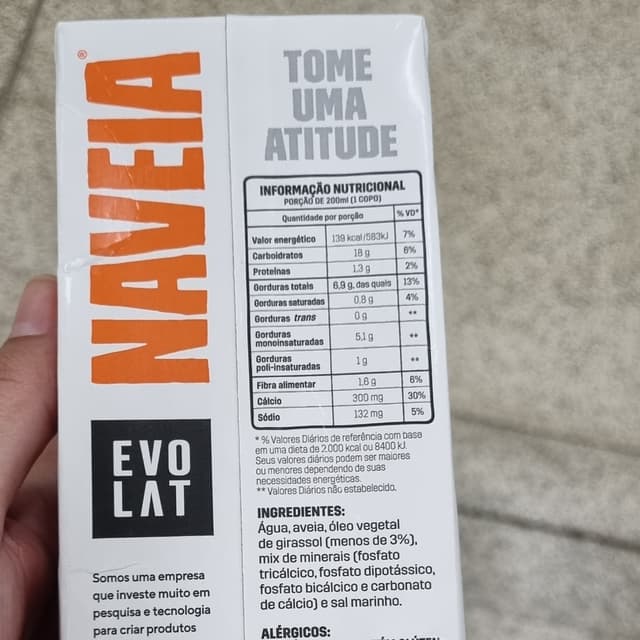 NAVEIA®
EVO
LAT
Somos uma empresa
que investe muito em
pesquisa e tecnologia
para criar produtos
TOME
UMA
ATITUDE
INFORMAÇÃO NUTRICIONAL
PORÇÃO DE 200ml (1 COPO)
Quantidade por porção % VD*
Valor energético 139 kcal/583kJ 7%
Carboidratos 18 g 6%
Proteínas 1,3 g 2%
Gorduras totais 6,9 g, das quais 13%
Gorduras saturadas 0,8 g 4%
Gorduras trans 0 g **
Gorduras
monoinsaturadas 5,1 g **
Gorduras
poli-insaturadas 1 g **
Fibra alimentar 1,6 g 6%
Cálcio 300 mg 30%
Sódio 132 mg 5%
* % Valores Diários de referência com base
em uma dieta de 2.000 kcal ou 8400 kJ.
Seus valores diários podem ser maiores
ou menores dependendo de suas
necessidades energéticas.
** Valores Diários não estabelecido.
INGREDIENTES:
Água, aveia, óleo vegetal
de girassol (menos de 3%),
mix de minerais (fosfato
tricálcico, fosfato dipotássico,
fosfato bicálcico e carbonato
de cálcio) e sal marinho.
ALÉRGICOS: